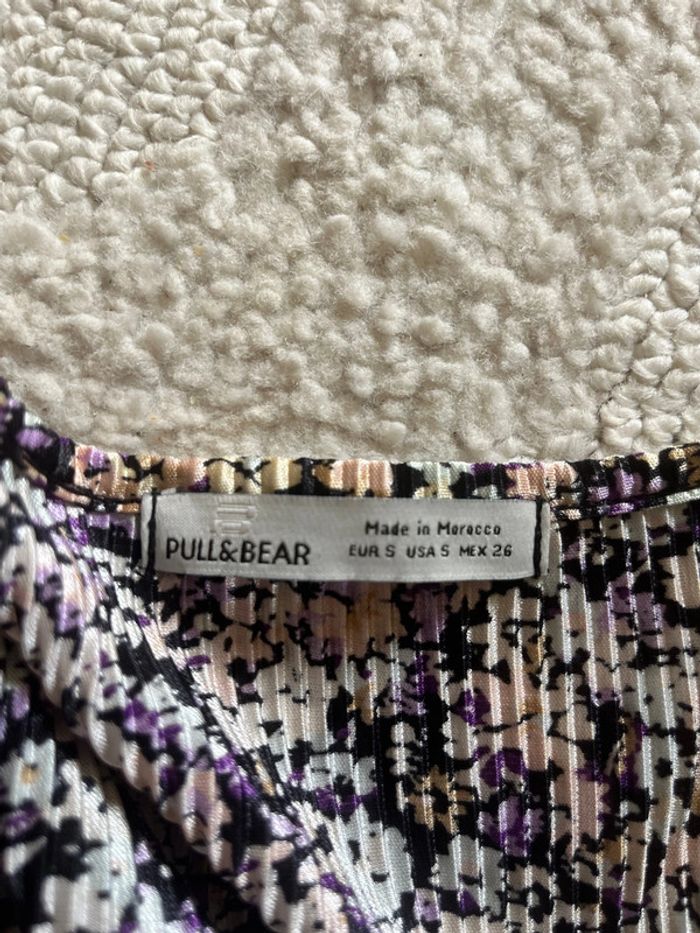 PULL&BEAR
Made in Morocco
EUR S USA S MEX 26